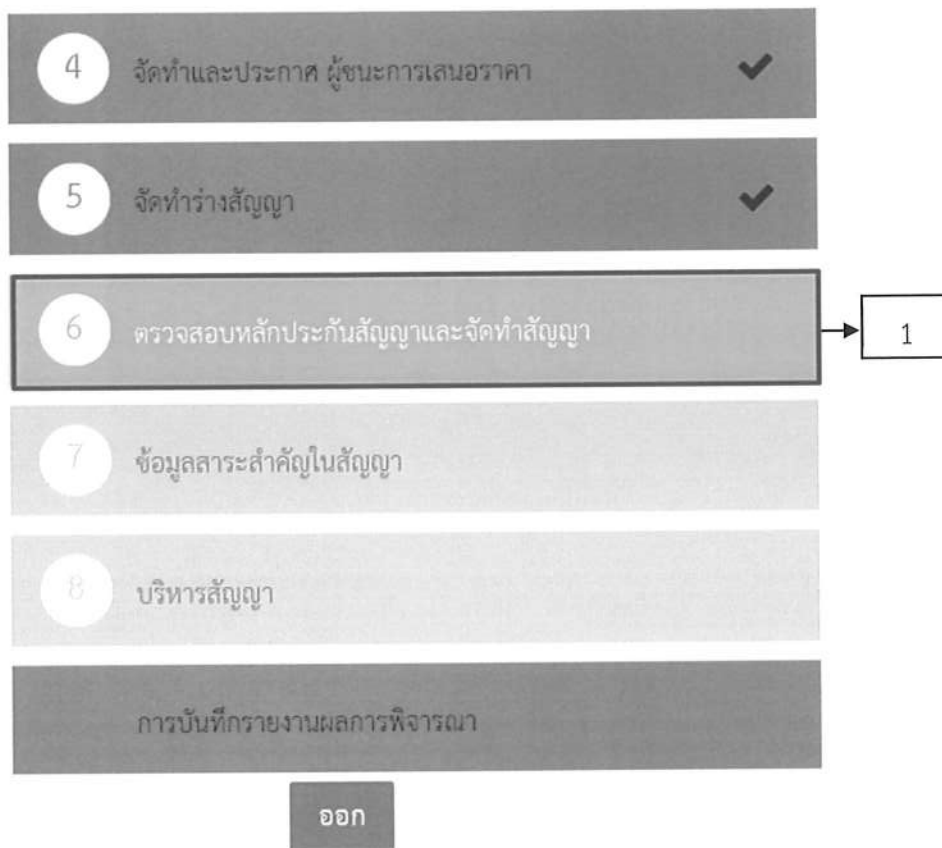 4 จัดทำและประกาศ ผู้ชนะการเสนอราคา
5 จัดทำร่างสัญญา
6 ตรวจสอบหลักประกันสัญญาและจัดทำสัญญา
1
7 ข้อมูลสาระสำคัญในสัญญา
8 บริหารสัญญา
การบันทึกรายงานผลการพิจารณา
ออก